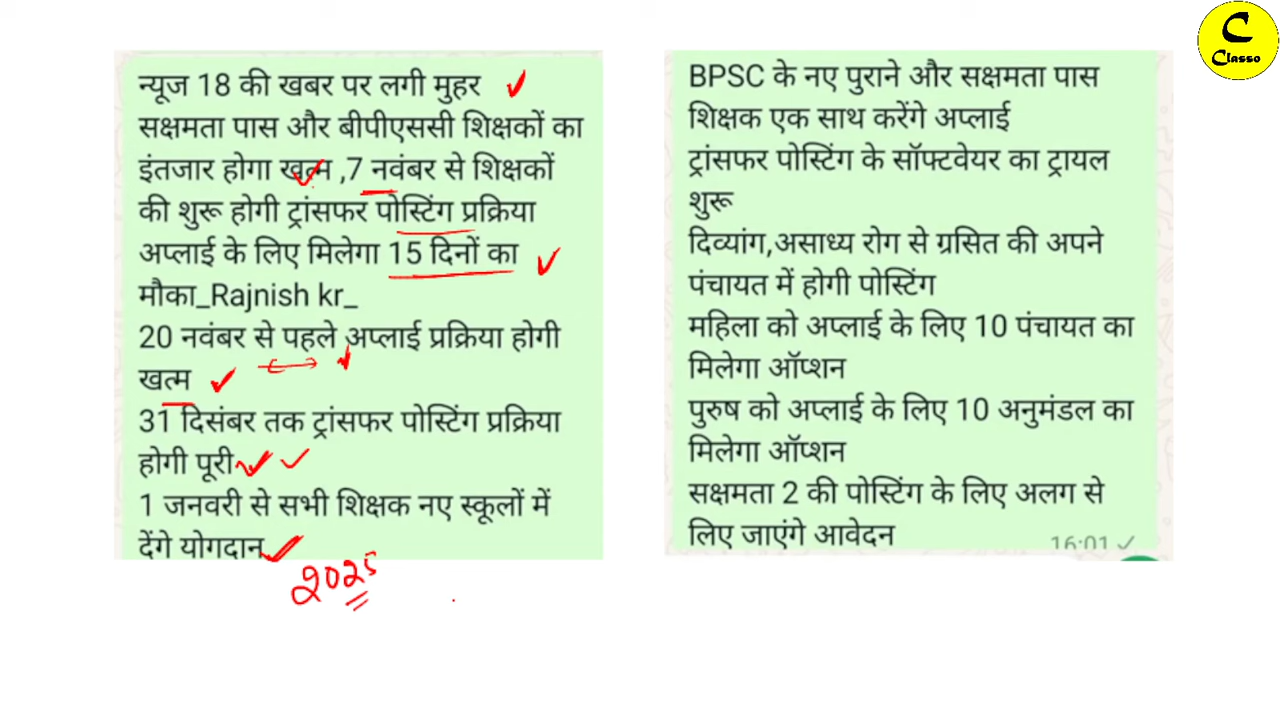 न्यूज 18 की खबर पर लगी मुहर
सक्षमता पास और बीपीएससी शिक्षकों का
इंतजार होगा खत्म ,7 नवंबर से शिक्षकों
की शुरू होगी ट्रांसफर पोस्टिंग प्रक्रिया
अप्लाई के लिए मिलेगा 15 दिनों का
मौका_Rajnish kr_
20 नवंबर से पहले अप्लाई प्रक्रिया होगी
खत्म
31 दिसंबर तक ट्रांसफर पोस्टिंग प्रक्रिया
होगी पूरी
1 जनवरी से सभी शिक्षक नए स्कूलों में
देंगे योगदान
2025
BPSC के नए पुराने और सक्षमता पास
शिक्षक एक साथ करेंगे अप्लाई
ट्रांसफर पोस्टिंग के सॉफ्टवेयर का ट्रायल
शुरू
दिव्यांग,असाध्य रोग से ग्रसित की अपने
पंचायत में होगी पोस्टिंग
महिला को अप्लाई के लिए 10 पंचायत का
मिलेगा ऑप्शन
पुरुष को अप्लाई के लिए 10 अनुमंडल का
मिलेगा ऑप्शन
सक्षमता 2 की पोस्टिंग के लिए अलग से
लिए जाएंगे आवेदन
16:01
C
Classo